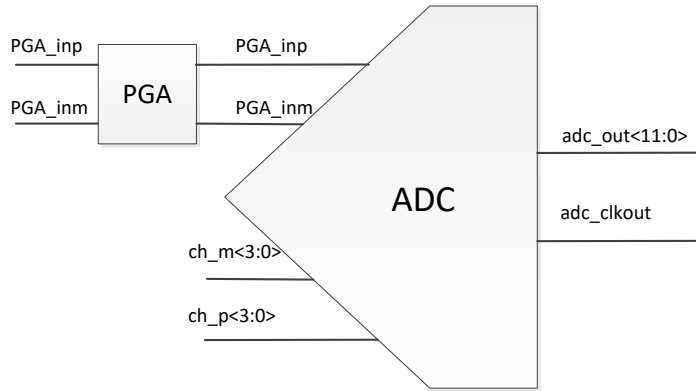 PGA_inp
PGA_inp
PGA
PGA_inm
PGA_inm
adc_out<11:0>
ADC
adc_clkout
ch_m<3:0>
ch_p<3:0>